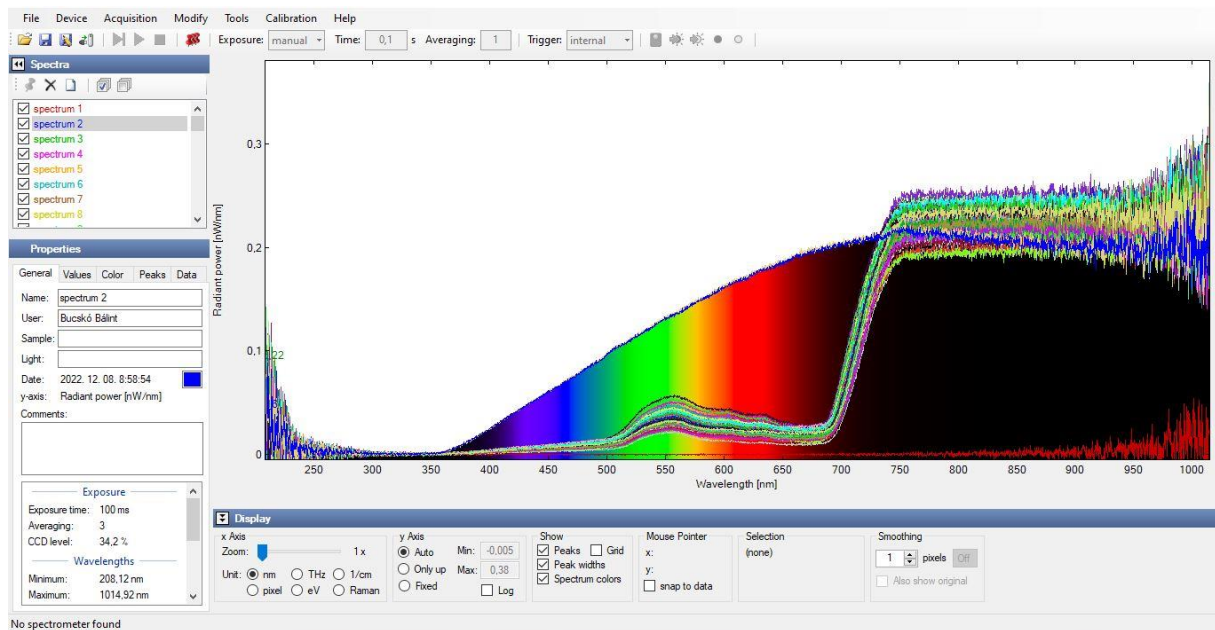 File Device Acquisition Modify Tools Calibration Help
Exposure: manual Time: 0,1 s Averaging: 1 Trigger: internal
Spectra
spectrum 1
spectrum 2
spectrum 3
spectrum 4
spectrum 5
spectrum 6
spectrum 7
spectrum 8
Properties
General Values Color Peaks Data
Name: spectrum 2
User: Bucskó Bálint
Sample:
Light:
Date: 2022. 12. 08. 8:58:54
y-axis: Radiant power [nW/nm]
Comments:
Exposure
Exposure time: 100 ms
Averaging: 3
CCD level: 34,2 %
Wavelengths
Minimum: 208,12 nm
Maximum: 1014,92 nm
Radiant power [nW/nm]
0,3
0,2
0,1
0
250 300 350 400 450 500 550 600 650 700 750 800 850 900 950 1000
Wavelength [nm]
Display
x Axis
Zoom: 1 x
Unit: nm THz 1/cm
pixel eV Raman
y Axis
Auto Min: -0,005
Only up Max: 0,38
Fixed Log
Show
Peaks Grid
Peak widths
Spectrum colors
Mouse Pointer
x:
y:
snap to data
Selection
(none)
Smoothing
1 pixels Off
Also show original
No spectrometer found